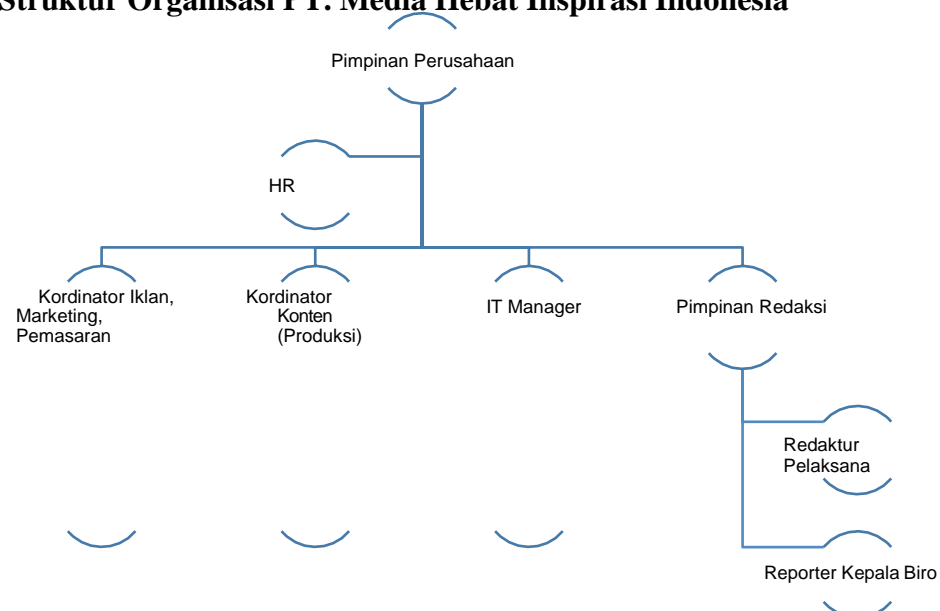 Struktur Organisasi PT. Media Hebat Inspirasi Indonesia
Pimpinan Perusahaan
HR
Kordinator Iklan,
Marketing,
Pemasaran
Kordinator
Konten
(Produksi)
IT Manager
Pimpinan Redaksi
Redaktur
Pelaksana
Reporter Kepala Biro